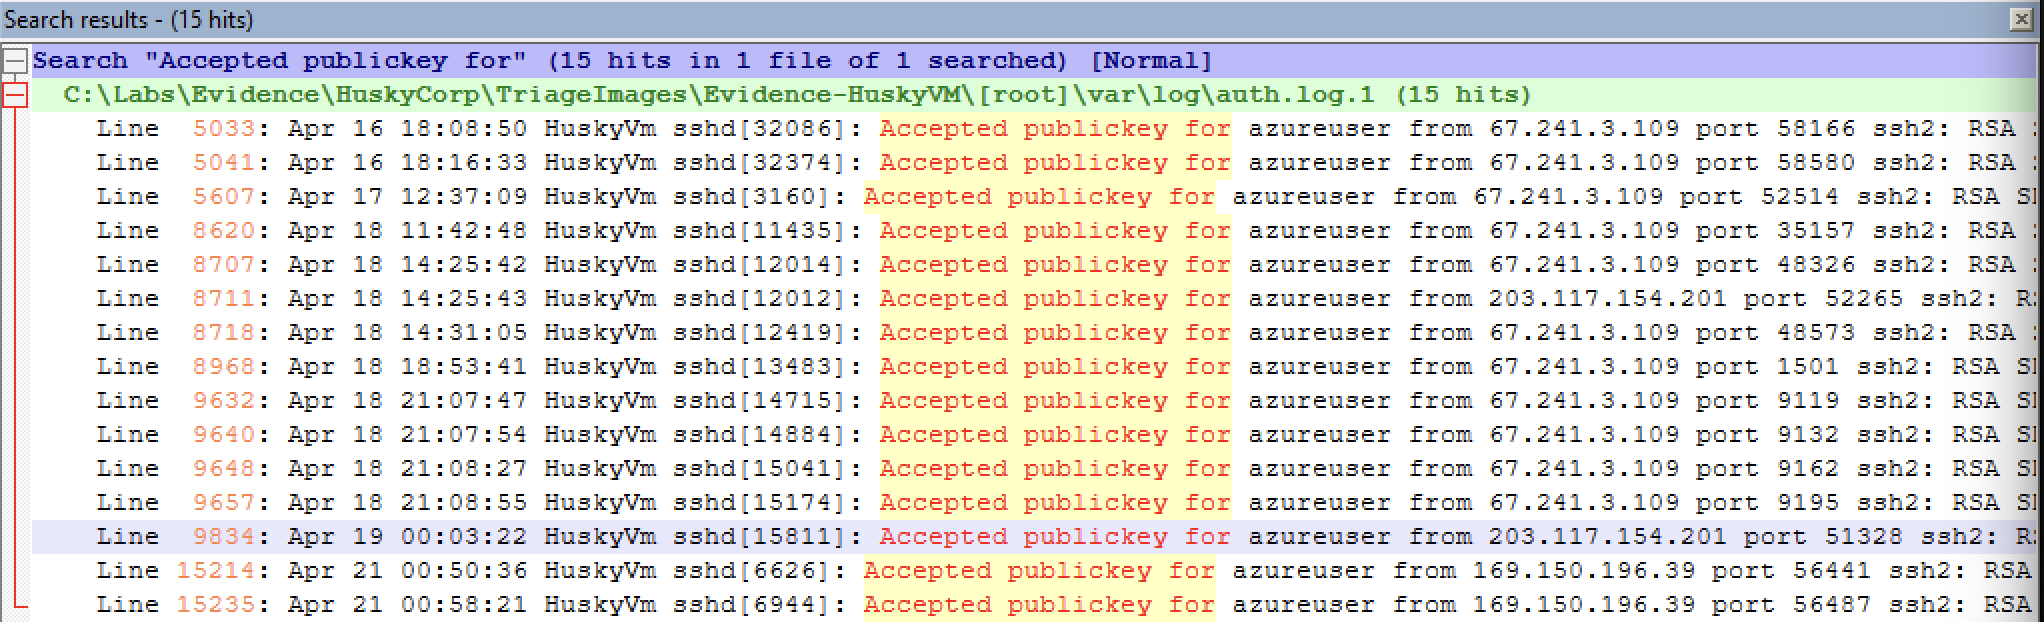 Search results - (15 hits)
Search "Accepted publickey for" (15 hits in 1 file of 1 searched) [Normal]
C:\Labs\Evidence\HuskyCorp\TriageImages\Evidence-HuskyVM\[root]\var\log\auth.log.1 (15 hits)
Line 5033: Apr 16 18:08:50 HuskyVm sshd[32086]: Accepted publickey for azureuser from 67.241.3.109 port 58166 ssh2: RSA
Line 5041: Apr 16 18:16:33 HuskyVm sshd[32374]: Accepted publickey for azureuser from 67.241.3.109 port 58580 ssh2: RSA
Line 5607: Apr 17 12:37:09 HuskyVm sshd[3160]: Accepted publickey for azureuser from 67.241.3.109 port 52514 ssh2: RSA
Line 8620: Apr 18 11:42:48 HuskyVm sshd[11435]: Accepted publickey for azureuser from 67.241.3.109 port 35157 ssh2: RSA
Line 8707: Apr 18 14:25:42 HuskyVm sshd[12014]: Accepted publickey for azureuser from 67.241.3.109 port 48326 ssh2: RSA
Line 8711: Apr 18 14:25:43 HuskyVm sshd[12012]: Accepted publickey for azureuser from 203.117.154.201 port 52265 ssh2:
Line 8718: Apr 18 14:31:05 HuskyVm sshd[12419]: Accepted publickey for azureuser from 67.241.3.109 port 48573 ssh2: RSA
Line 8968: Apr 18 18:53:41 HuskyVm sshd[13483]: Accepted publickey for azureuser from 67.241.3.109 port 1501 ssh2: RSA
Line 9632: Apr 18 21:07:47 HuskyVm sshd[14715]: Accepted publickey for azureuser from 67.241.3.109 port 9119 ssh2: RSA
Line 9640: Apr 18 21:07:54 HuskyVm sshd[14884]: Accepted publickey for azureuser from 67.241.3.109 port 9132 ssh2: RSA
Line 9648: Apr 18 21:08:27 HuskyVm sshd[15041]: Accepted publickey for azureuser from 67.241.3.109 port 9162 ssh2: RSA
Line 9657: Apr 18 21:08:55 HuskyVm sshd[15174]: Accepted publickey for azureuser from 67.241.3.109 port 9195 ssh2: RSA
Line 9834: Apr 19 00:03:22 HuskyVm sshd[15811]: Accepted publickey for azureuser from 203.117.154.201 port 51328 ssh2:
Line 15214: Apr 21 00:50:36 HuskyVm sshd[6626]: Accepted publickey for azureuser from 169.150.196.39 port 56441 ssh2: RSA
Line 15235: Apr 21 00:58:21 HuskyVm sshd[6944]: Accepted publickey for azureuser from 169.150.196.39 port 56487 ssh2: RSA